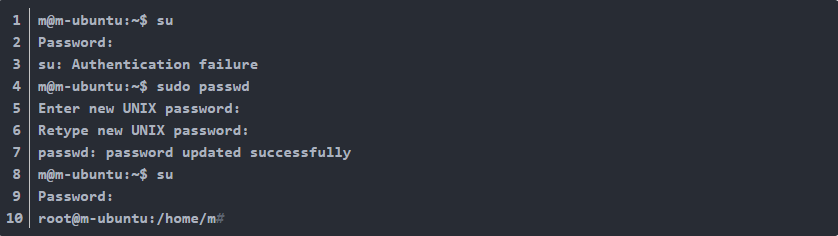 1 m@m-ubuntu:~$ su
2 Password:
3 su: Authentication failure
4 m@m-ubuntu:~$ sudo passwd
5 Enter new UNIX password:
6 Retype new UNIX password:
7 passwd: password updated successfully
8 m@m-ubuntu:~$ su
9 Password:
10 root@m-ubuntu:/home/m#